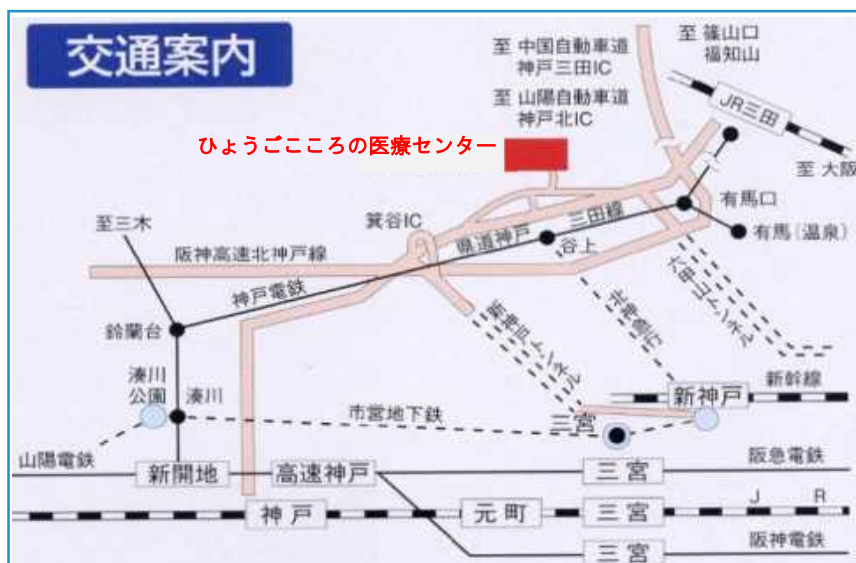 交通案内
至 中国自動車道
神戸三田IC
至 山陽自動車道
神戸北IC
至 篠山口
福知山
JR三田
至 大阪
ひょうごこころの医療センター
有馬口
有馬(温泉)
箕谷IC
至三木
阪神高速北神戸線
県道神戸
三田線
谷上
神戸電鉄
鈴蘭台
新神戸トンネル
北神急行
六甲山トンネル
湊川
公園
湊川
市営地下鉄
三宮
新神戸
新幹線
山陽電鉄
新開地
高速神戸
三宮
阪急電鉄
神戸
元町
三宮
J R
三宮
阪神電鉄